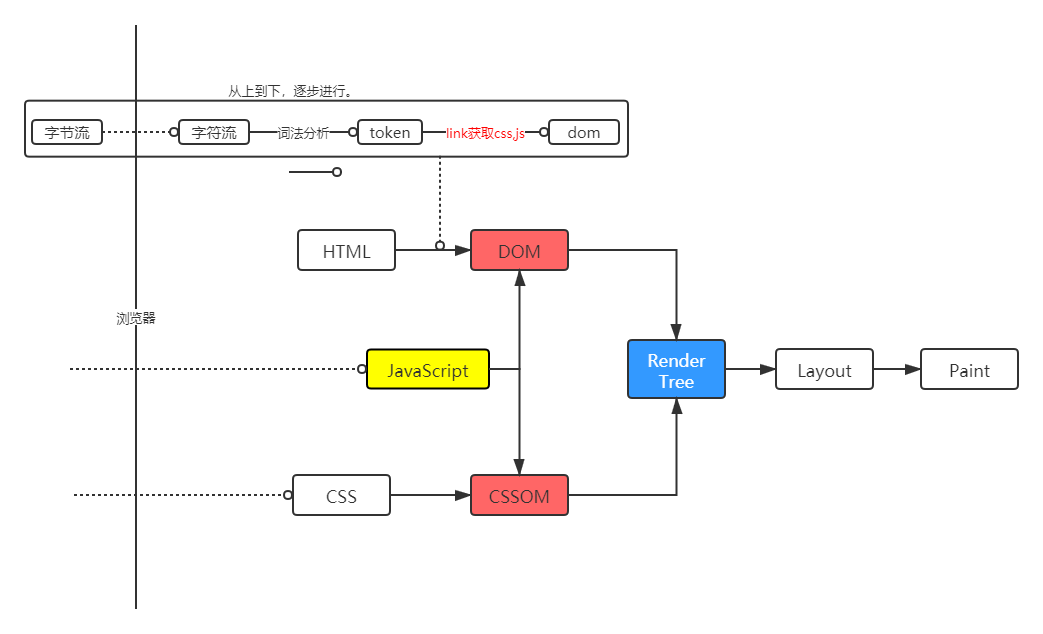 从上到下，逐步进行。
字节流
字符流
词法分析
token
link获取css,js
dom
HTML
DOM
浏览器
JavaScript
Render
Tree
Layout
Paint
CSS
CSSOM